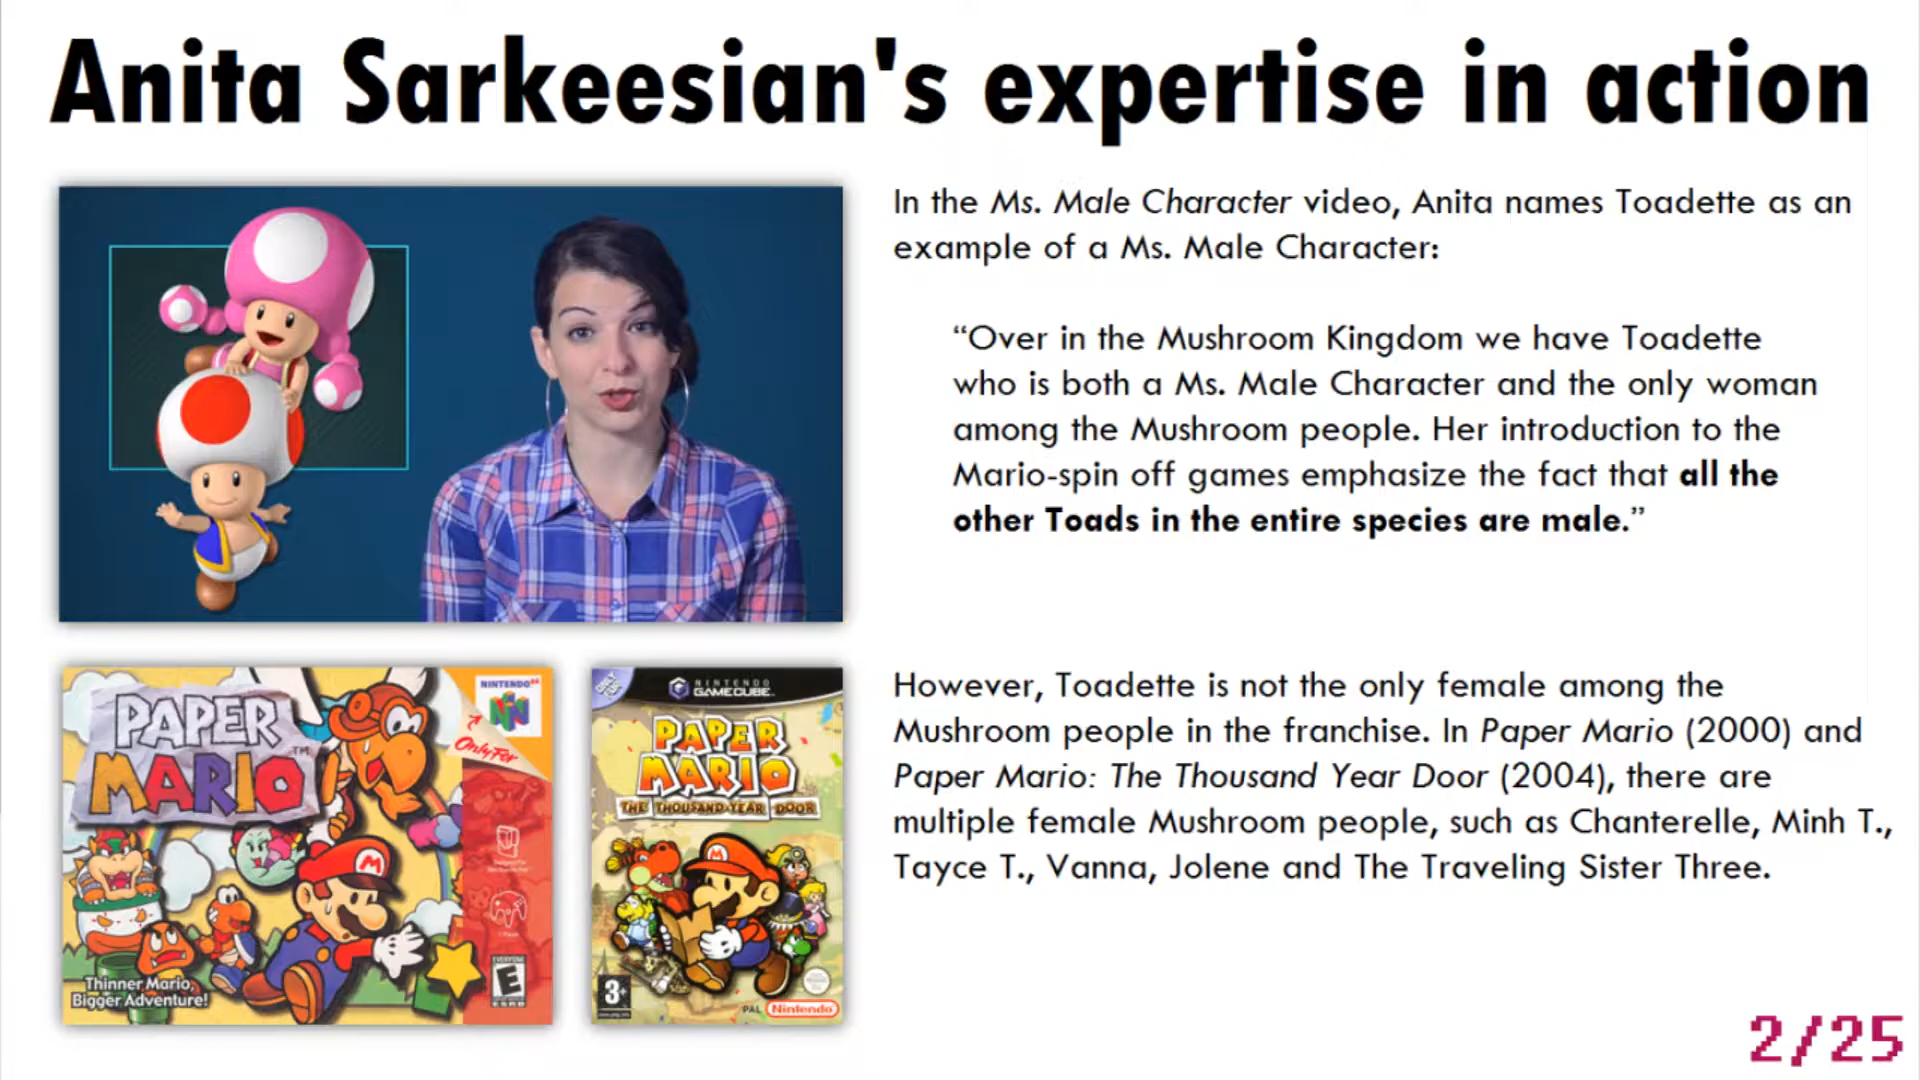 Anita Sarkeesian's expertise in action
In the Ms. Male Character video, Anita names Toadette as an
example of a Ms. Male Character:
“Over in the Mushroom Kingdom we have Toadette
who is both a Ms. Male Character and the only woman
among the Mushroom people. Her introduction to the
Mario-spin off games emphasize the fact that all the
other Toads in the entire species are male.”
However, Toadette is not the only female among the
Mushroom people in the franchise. In Paper Mario (2000) and
Paper Mario: The Thousand Year Door (2004), there are
multiple female Mushroom people, such as Chanterelle, Minh T.,
Tayce T., Vanna, Jolene and The Traveling Sister Three.
PAPER
MARIO™
NINTENDO64
Only For
Thinner Mario,
Bigger Adventure!
EVERYONE
E
ESRB
NINTENDO
GAMECUBE™
PAPER
MARIO
THE THOUSAND-YEAR DOOR
3+
PAL
Nintendo
2/25